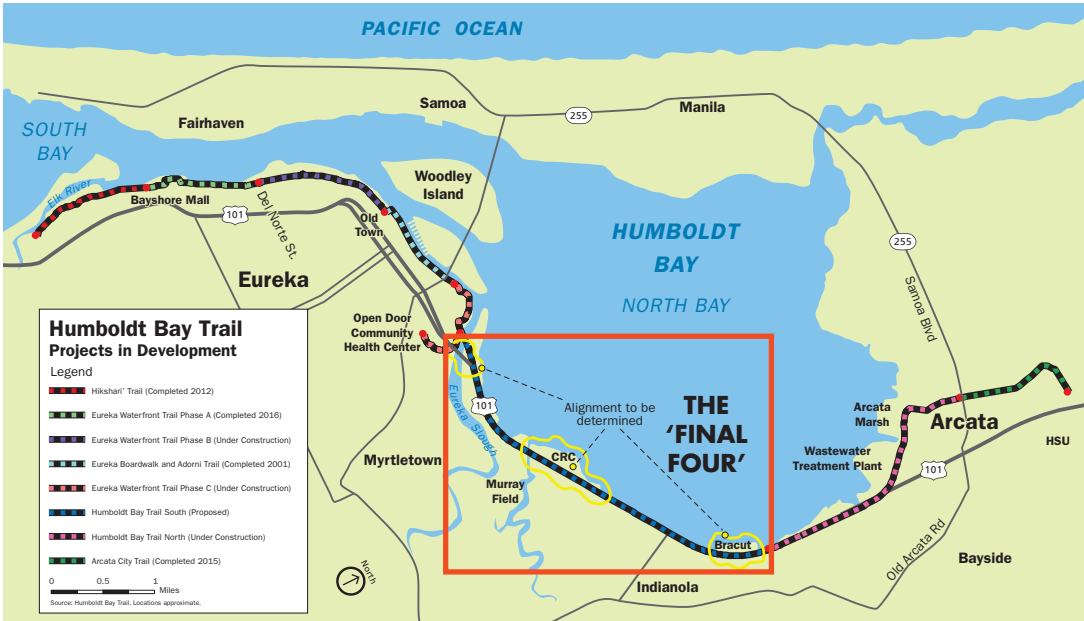 PACIFIC OCEAN
SOUTH
BAY
Fairhaven
Samoa
255
Manila
Elk River
Bayshore Mall
101
Del Norte St.
Old
Town
Woodley
Island
Eureka
HUMBOLDT
BAY
NORTH BAY
255
Samoa Blvd
Open Door
Community
Health Center
Eureka Slough
101
Alignment to be
determined
THE
'FINAL
FOUR'
CRC
Myrtletown
Murray
Field
Bracut
Indianola
Arcata
Marsh
Arcata
HSU
Wastewater
Treatment Plant
101
Old Arcata Rd
Bayside
Humboldt Bay Trail
Projects in Development
Legend
Hikshari' Trail (Completed 2012)
Eureka Waterfront Trail Phase A (Completed 2016)
Eureka Waterfront Trail Phase B (Under Construction)
Eureka Boardwalk and Adorni Trail (Completed 2001)
Eureka Waterfront Trail Phase C (Under Construction)
Humboldt Bay Trail South (Proposed)
Humboldt Bay Trail North (Under Construction)
Arcata City Trail (Completed 2015)
0 0.5 1
Miles
Source: Humboldt Bay Trail. Locations approximate.
North